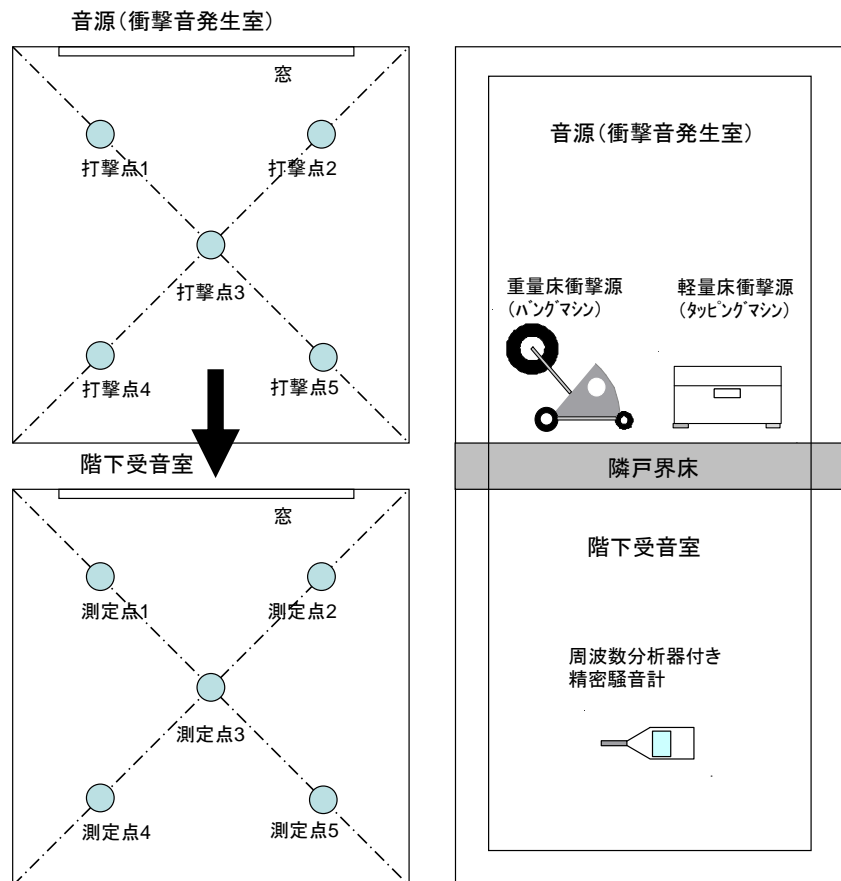 音源(衝撃音発生室)
窓
打撃点1
打撃点2
打撃点3
打撃点4
打撃点5
階下受音室
窓
測定点1
測定点2
測定点3
測定点4
測定点5
音源(衝撃音発生室)
重量床衝撃源
(バングマシン)
軽量床衝撃源
(タッピングマシン)
隣戸界床
階下受音室
周波数分析器付き
精密騒音計